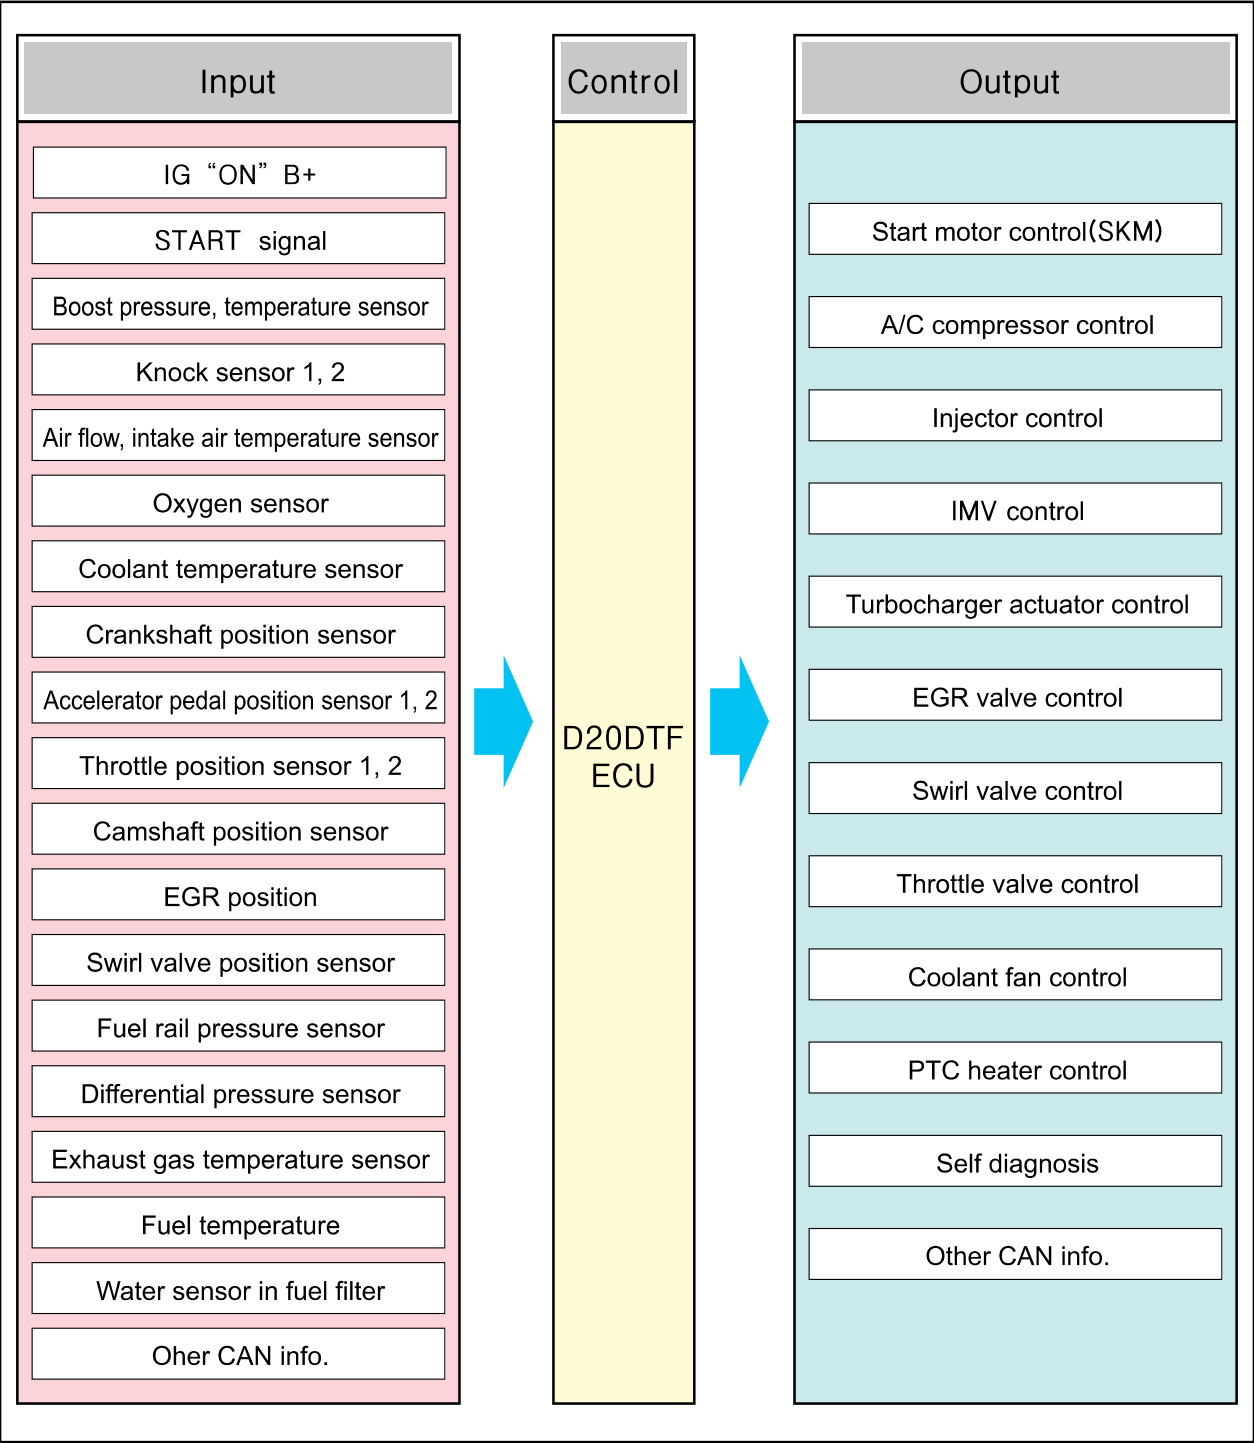 Input
IG “ON” B+
START signal
Boost pressure, temperature sensor
Knock sensor 1, 2
Air flow, intake air temperature sensor
Oxygen sensor
Coolant temperature sensor
Crankshaft position sensor
Accelerator pedal position sensor 1, 2
Throttle position sensor 1, 2
Camshaft position sensor
EGR position
Swirl valve position sensor
Fuel rail pressure sensor
Differential pressure sensor
Exhaust gas temperature sensor
Fuel temperature
Water sensor in fuel filter
Oher CAN info.
Control
D20DTF
ECU
Output
Start motor control(SKM)
A/C compressor control
Injector control
IMV control
Turbocharger actuator control
EGR valve control
Swirl valve control
Throttle valve control
Coolant fan control
PTC heater control
Self diagnosis
Other CAN info.